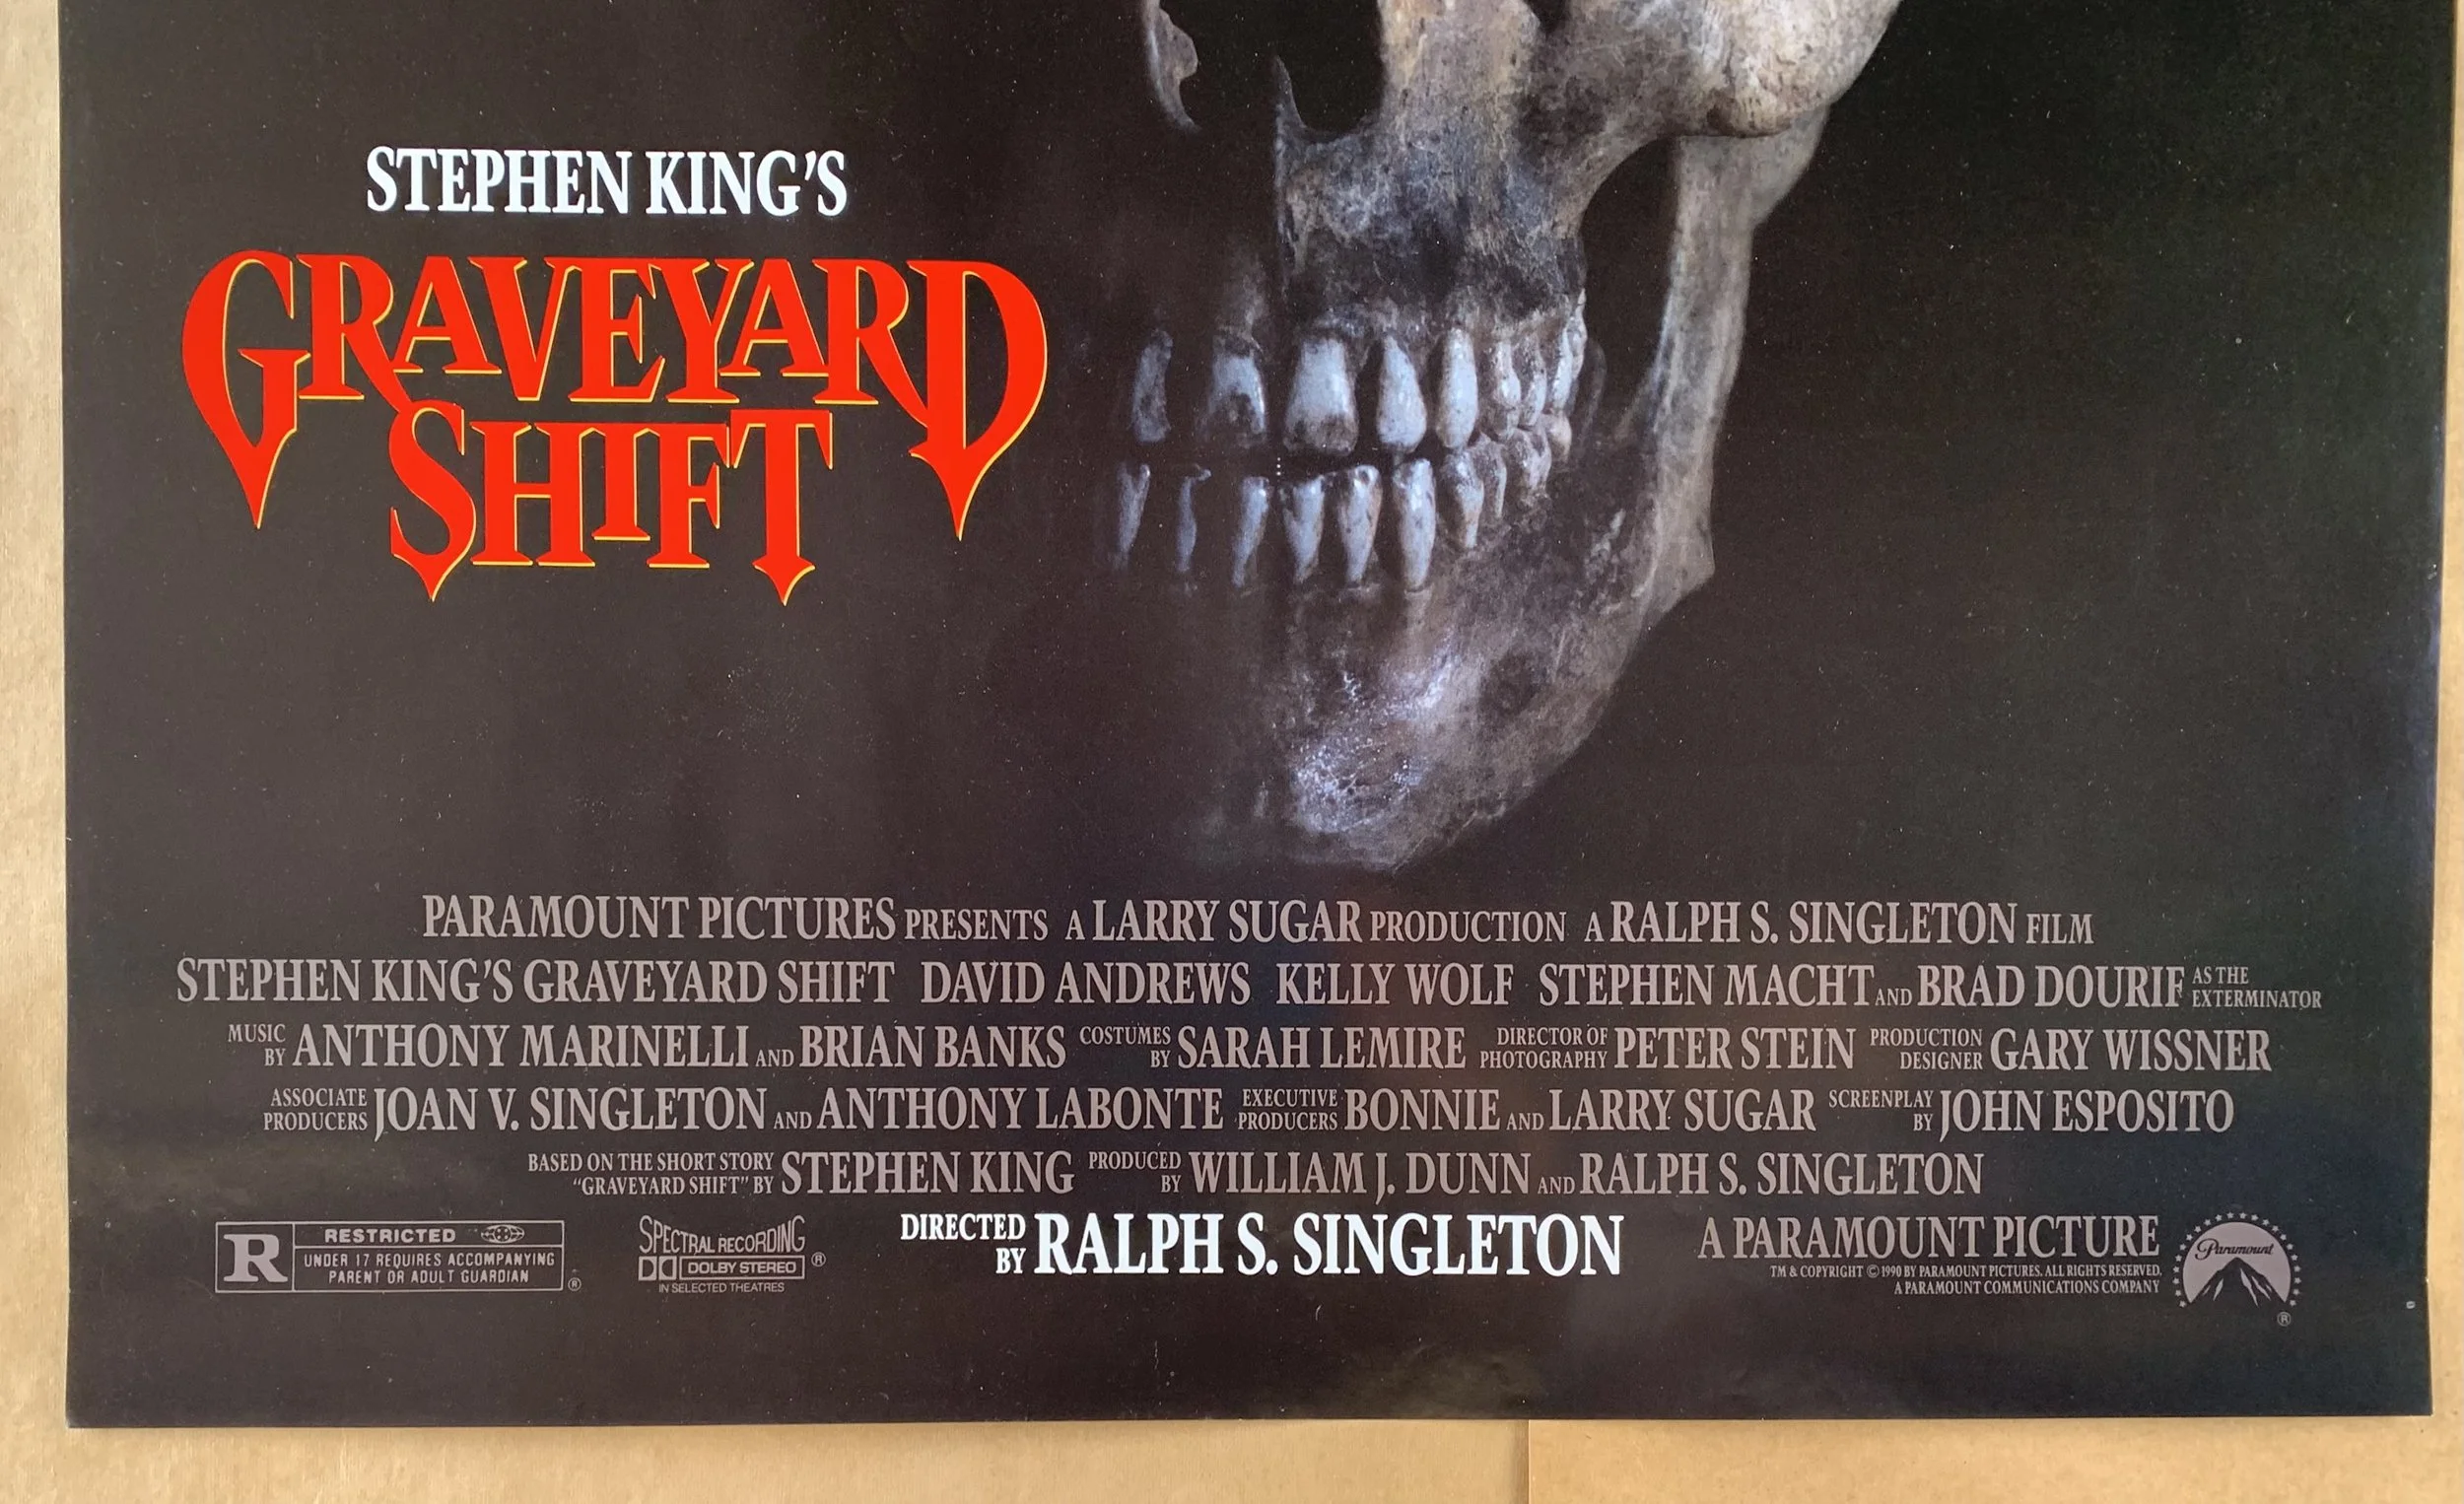 STEPHEN KING'S
GRAVEYARD
SHIFT
PARAMOUNT PICTURES PRESENTS A LARRY SUGAR PRODUCTION A RALPH S. SINGLETON FILM
STEPHEN KING'S GRAVEYARD SHIFT DAVID ANDREWS KELLY WOLF STEPHEN MACHT AND BRAD DOURIF AS THE EXTERMINATOR
MUSIC BY ANTHONY MARINELLI AND BRIAN BANKS COSTUMES BY SARAH LEMIRE DIRECTOR OF PHOTOGRAPHY PETER STEIN PRODUCTION DESIGNER GARY WISSNER
ASSOCIATE PRODUCERS JOAN V. SINGLETON AND ANTHONY LABONTE EXECUTIVE PRODUCERS BONNIE AND LARRY SUGAR SCREENPLAY BY JOHN ESPOSITO
BASED ON THE SHORT STORY "GRAVEYARD SHIFT" BY STEPHEN KING PRODUCED BY WILLIAM J. DUNN AND RALPH S. SINGLETON
R RESTRICTED
UNDER 17 REQUIRES ACCOMPANYING
PARENT OR ADULT GUARDIAN ®
SPECTRAL RECORDING
DOLBY STEREO ®
IN SELECTED THEATRES
DIRECTED BY RALPH S. SINGLETON
A PARAMOUNT PICTURE
TM & COPYRIGHT © 1990 BY PARAMOUNT PICTURES. ALL RIGHTS RESERVED.
A PARAMOUNT COMMUNICATIONS COMPANY
Paramount ®